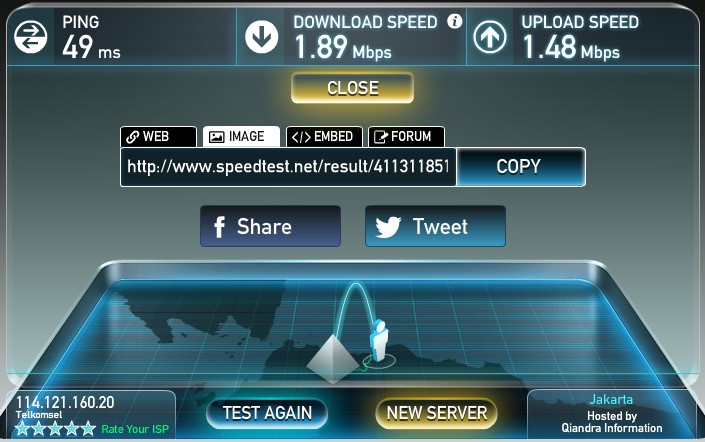 PING
49 ms
DOWNLOAD SPEED
1.89 Mbps
UPLOAD SPEED
1.48 Mbps
CLOSE
WEB
IMAGE
</> EMBED
FORUM
http://www.speedtest.net/result/411311851
COPY
f Share
Tweet
114.121.160.20
Telkomsel
Rate Your ISP
TEST AGAIN
NEW SERVER
Jakarta
Hosted by
Qiandra Information